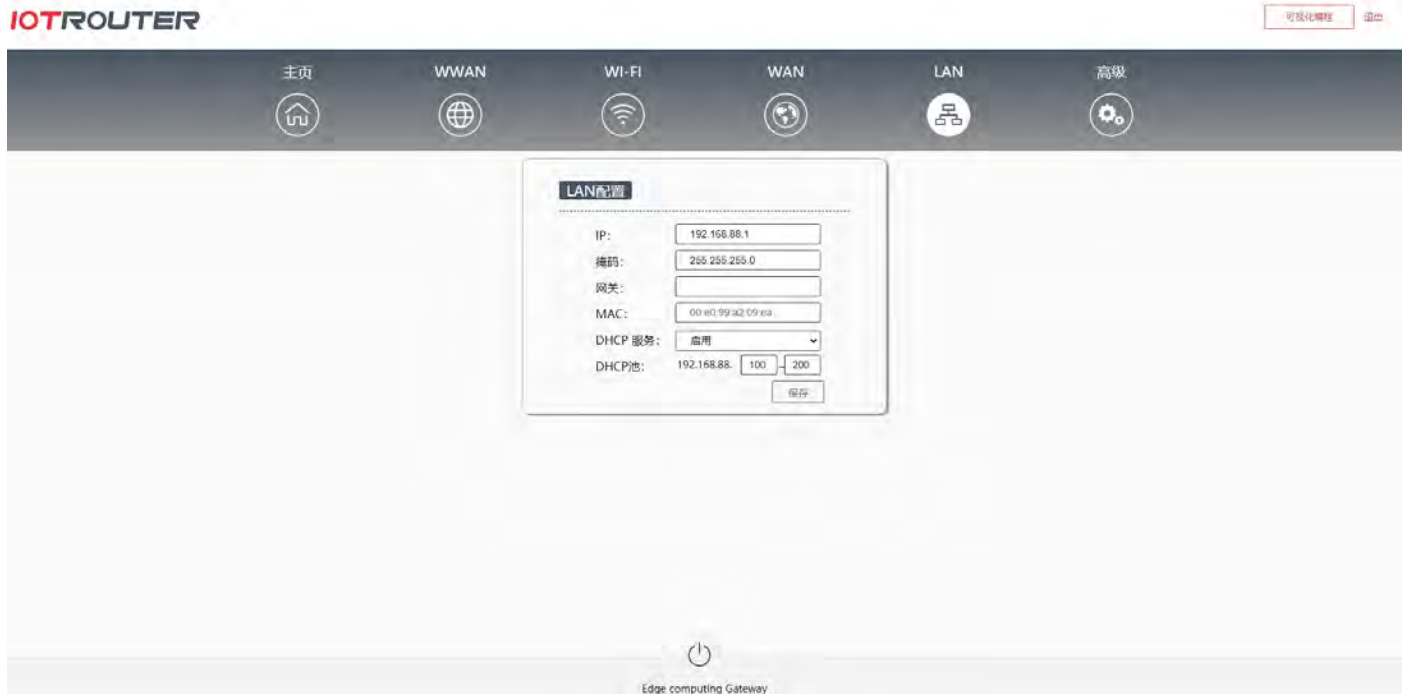 IOTROUTER
可视化编程 退出
主页 WWAN WI-FI WAN LAN 高级
LAN配置
IP: 192.168.88.1
掩码: 255.255.255.0
网关:
MAC: 00:e0:99:a2:09:ea
DHCP 服务: 启用
DHCP池: 192.168.88. 100 - 200
保存
Edge computing Gateway